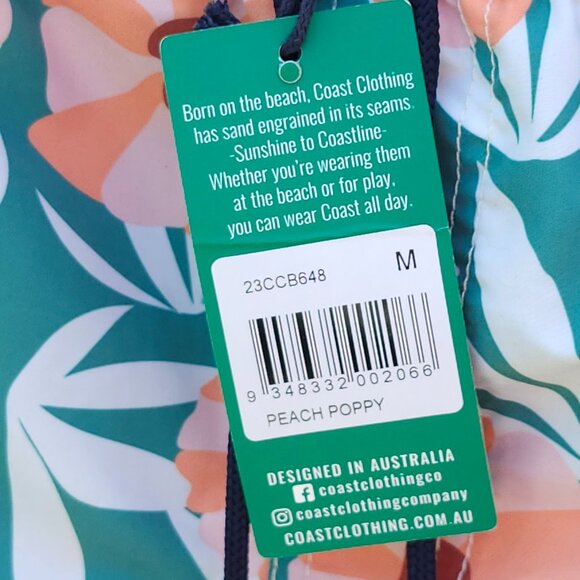 Born on the beach, Coast Clothing
has sand engrained in its seams.
-Sunshine to Coastline-
Whether you're wearing them
at the beach or for play,
you can wear Coast all day.
23CCB648
M
9 348332 002066
PEACH POPPY
DESIGNED IN AUSTRALIA
coastclothingco
coastclothingcompany
COASTCLOTHING.COM.AU